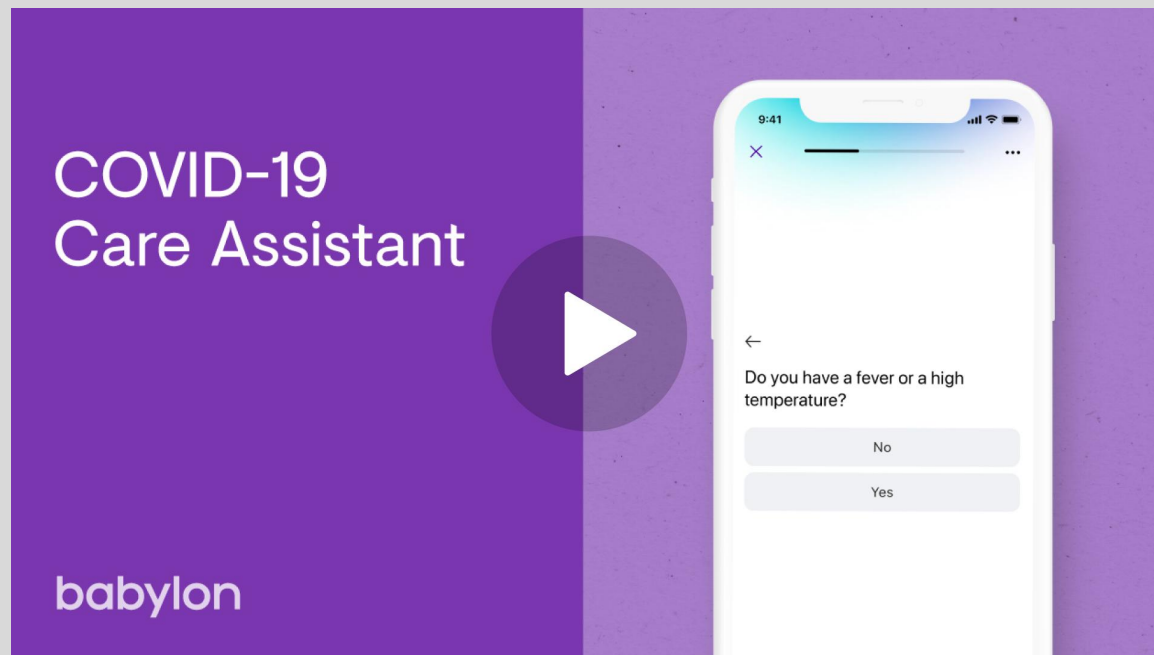 COVID-19
Care Assistant
babylon
9:41
Do you have a fever or a high
temperature?
No
Yes